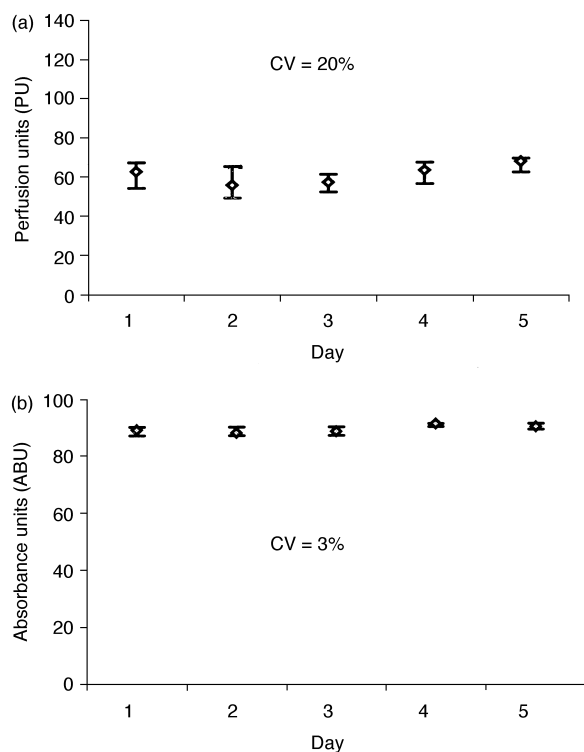 (a)
140
120
100
80
60
40
20
0
Perfusion units (PU)
CV = 20%
1 2 3 4 5
Day
(b)
100
80
60
40
20
0
Absorbance units (ABU)
CV = 3%
1 2 3 4 5
Day